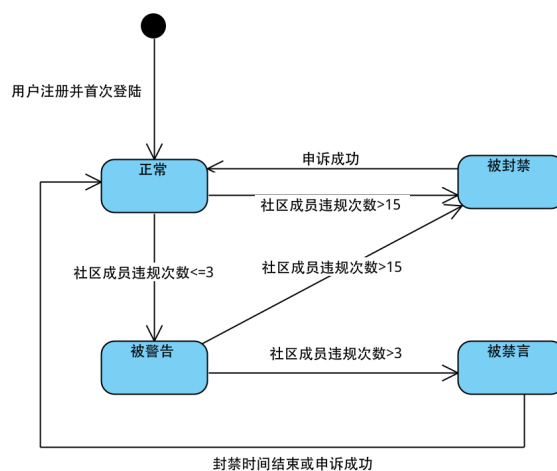 用户注册并首次登陆
正常
申诉成功
被封禁
社区成员违规次数>15
社区成员违规次数<=3
社区成员违规次数>15
被警告
社区成员违规次数>3
被禁言
封禁时间结束或申诉成功